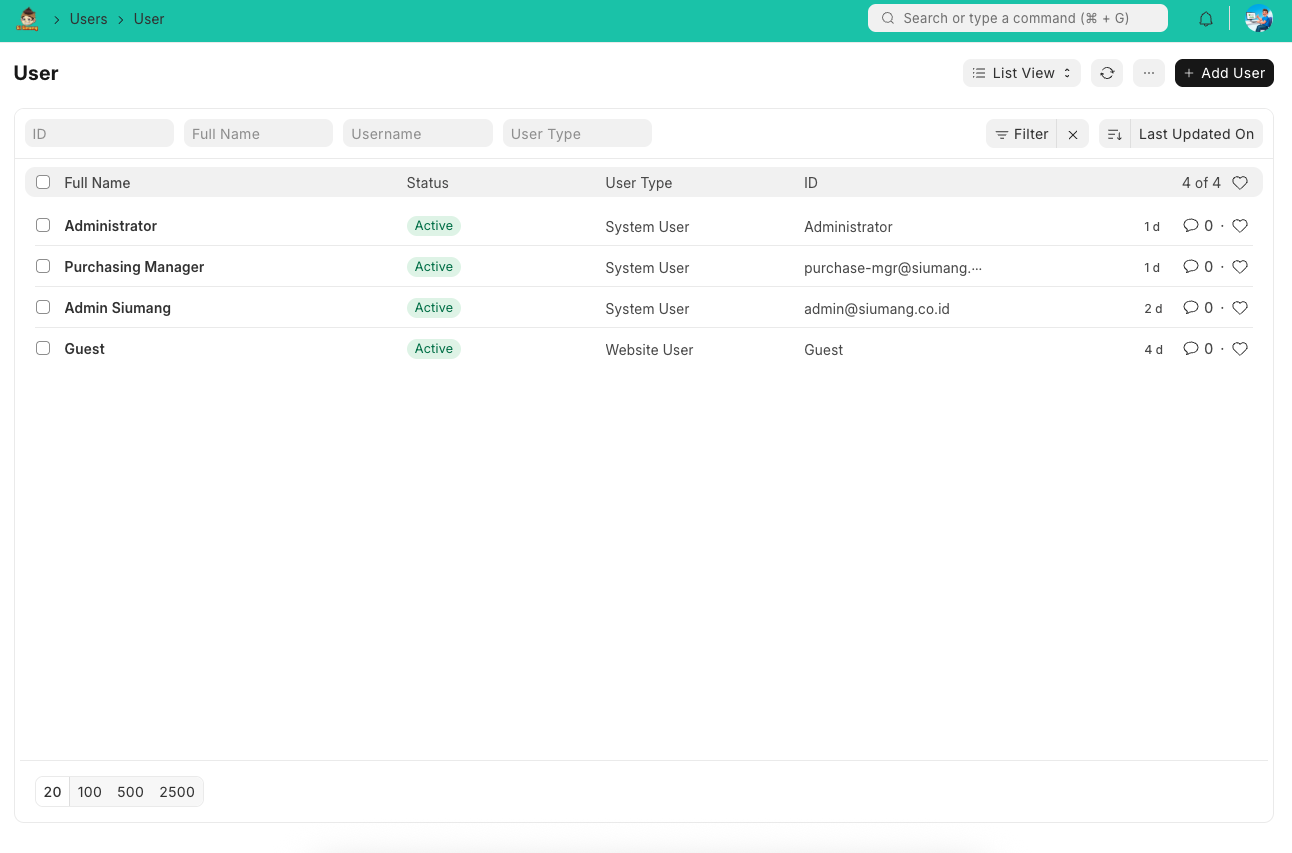 Users User Search or type a command (⌘ + G)
User List View ··· + Add User
ID Full Name Username User Type Filter Last Updated On
Full Name Status User Type ID 4 of 4
Administrator Active System User Administrator 1 d 0 ·
Purchasing Manager Active System User purchase-mgr@siumang.··· 1 d 0 ·
Admin Siumang Active System User admin@siumang.co.id 2 d 0 ·
Guest Active Website User Guest 4 d 0 ·
20 100 500 2500